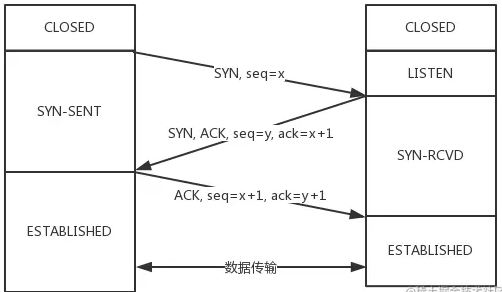 CLOSED
CLOSED
SYN, seq=x
LISTEN
SYN-SENT
SYN, ACK, seq=y, ack=x+1
SYN-RCVD
ACK, seq=x+1, ack=y+1
ESTABLISHED
ESTABLISHED
数据传输